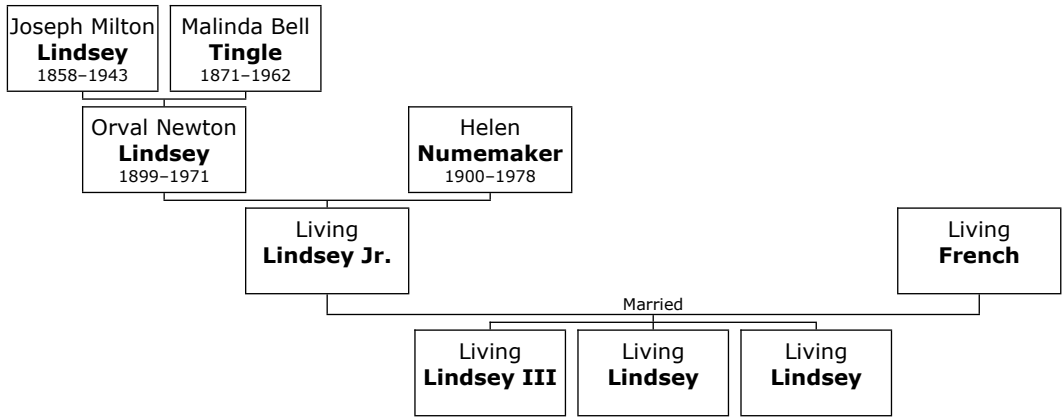 Joseph Milton
Lindsey
1858–1943
Malinda Bell
Tingle
1871–1962
Orval Newton
Lindsey
1899–1971
Helen
Numemaker
1900–1978
Living
Lindsey Jr.
Living
French
Married
Living
Lindsey III
Living
Lindsey
Living
Lindsey